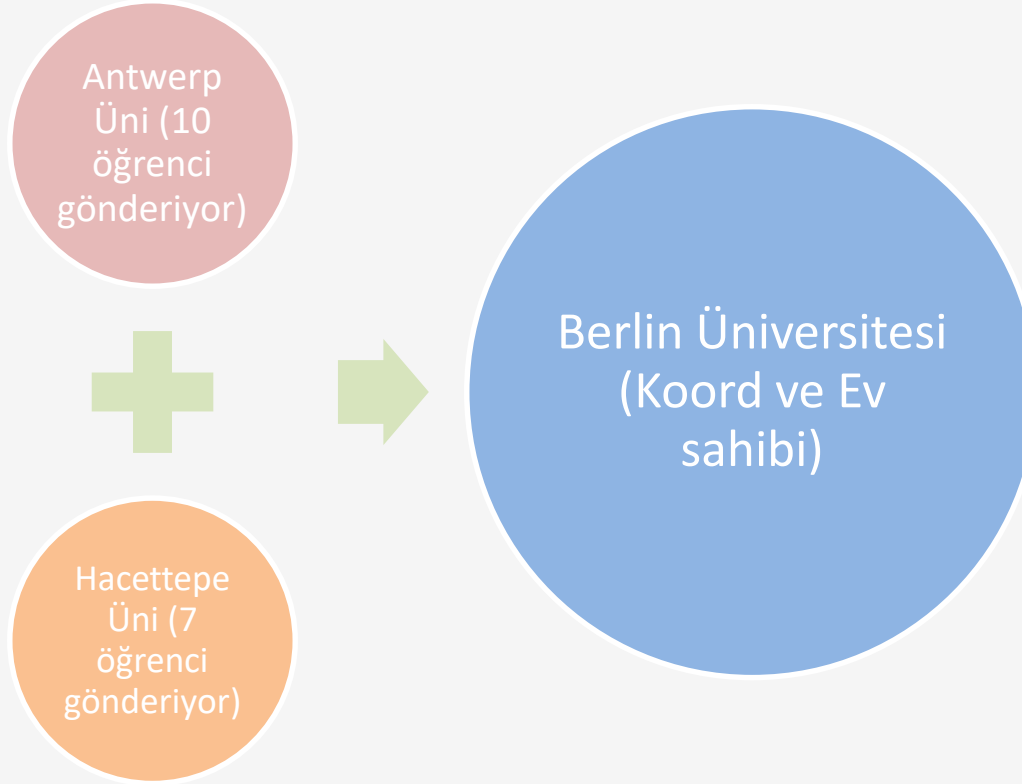 Antwerp
Üni (10
öğrenci
gönderiyor)
Hacettepe
Üni (7
öğrenci
gönderiyor)
Berlin Üniversitesi
(Koord ve Ev
sahibi)